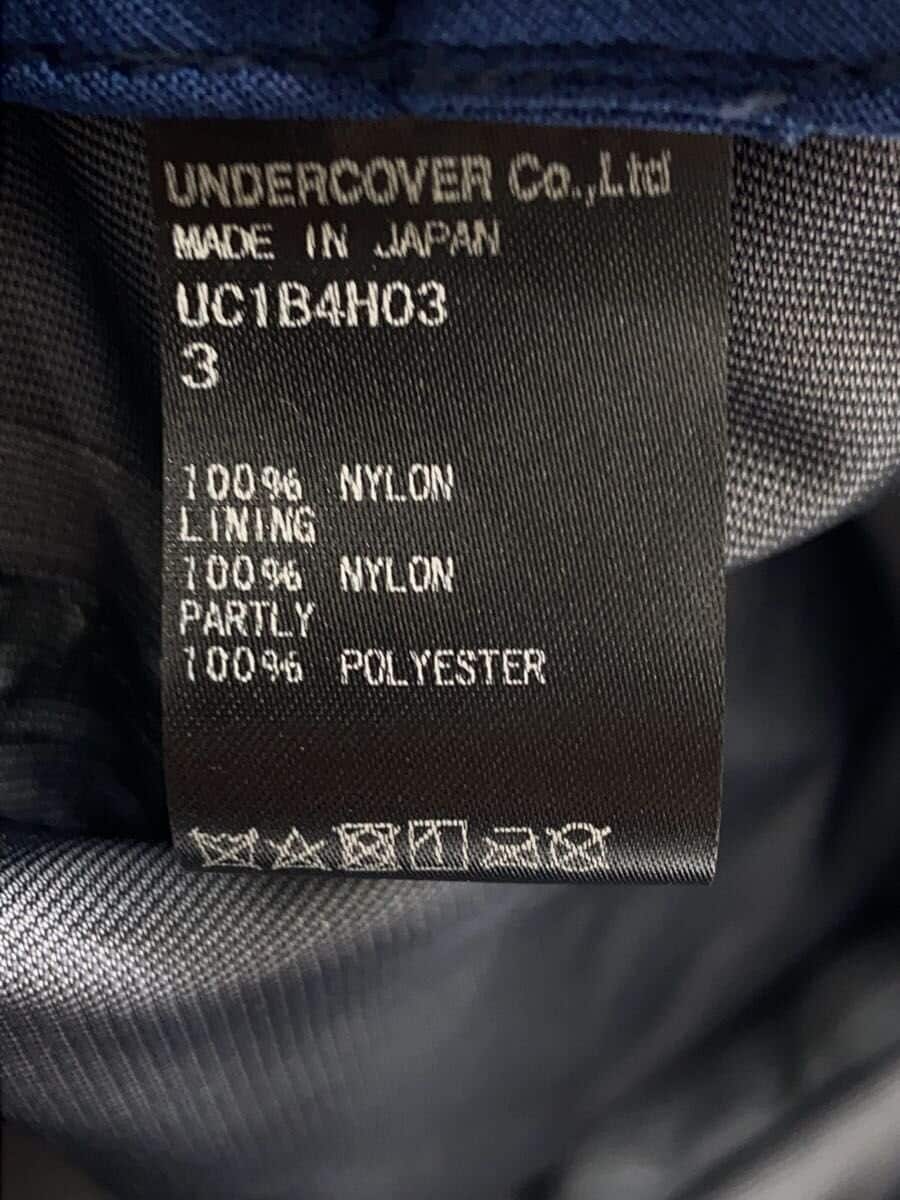 UNDERCOVER Co.,Ltd
MADE IN JAPAN
UC1B4H03
3
100% NYLON
LINING
100% NYLON
PARTLY
100% POLYESTER